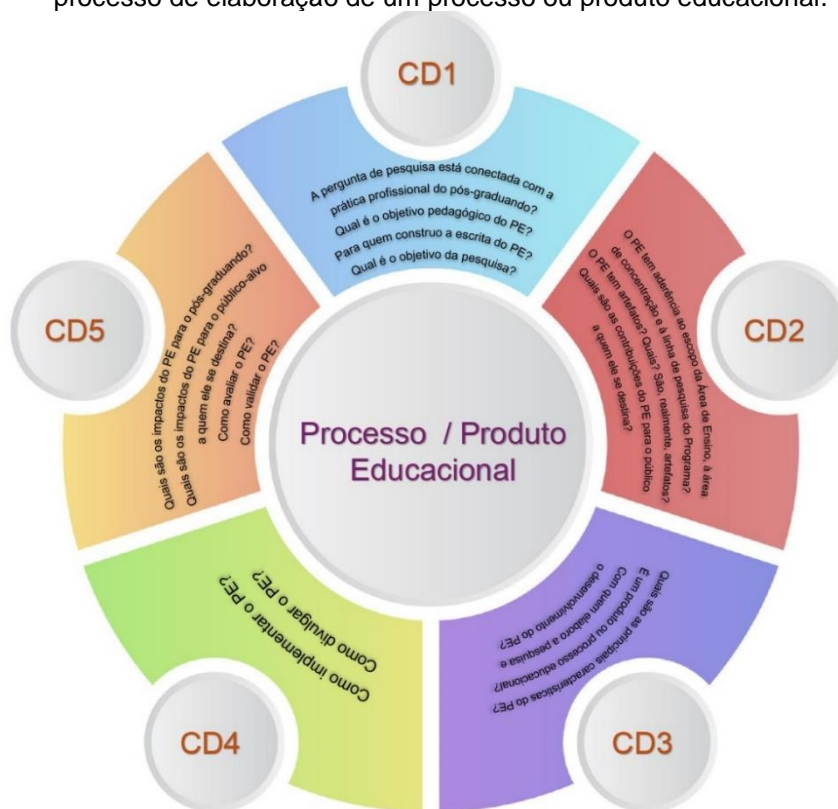 processo de elaboração de um processo ou produto educacional.
CD1
A pergunta de pesquisa está conectada com a
prática profissional do pós-graduando?
Qual é o objetivo pedagógico do PE?
Para quem construo a escrita do PE?
Qual é o objetivo da pesquisa?
CD2
O PE tem aderência ao escopo da Área de Ensino, à área
de concentração e à linha de pesquisa do Programa?
O PE tem artefatos? Quais? São, realmente, artefatos?
Quais são as contribuições do PE para o público
a quem ele se destina?
CD3
Quais são as principais características do PE?
É um produto ou processo educacional?
Com quem elaboro a pesquisa e
o desenvolvimento do PE?
CD4
Como implementar o PE?
Como divulgar o PE?
CD5
Quais são os impactos do PE para o pós-graduando?
Quais são os impactos do PE para o público-alvo
a quem ele se destina?
Como avaliar o PE?
Como validar o PE?
Processo / Produto
Educacional